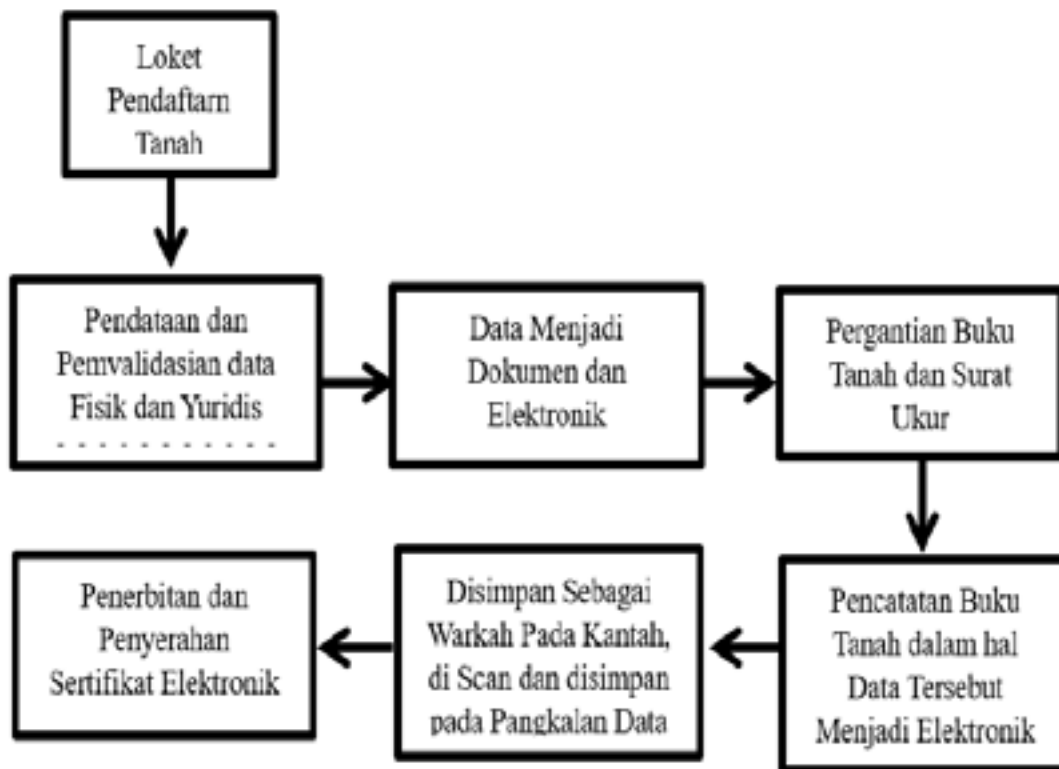 Loket
Pendaftarn
Tanah
Pendataan dan
Pemvalidasian data
Fisik dan Yuridis
- - - - - - - - - - -
Data Menjadi
Dokumen dan
Elektronik
Pergantian Buku
Tanah dan Surat
Ukur
Pencatatan Buku
Tanah dalam hal
Data Tersebut
Menjadi Elektronik
Disimpan Sebagai
Warkah Pada Kantah,
di Scan dan disimpan
pada Pangkalan Data
Penerbitan dan
Penyerahan
Sertifikat Elektronik